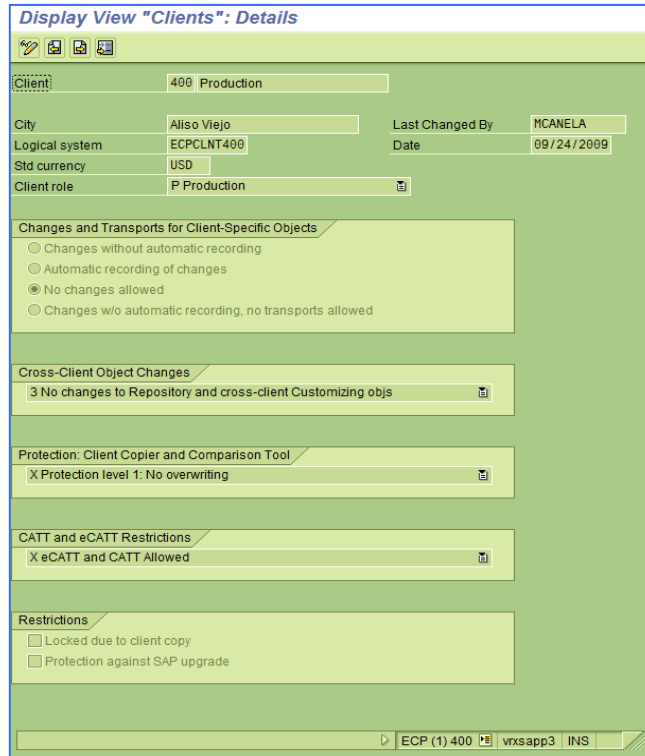 Display View "Clients": Details
Client 400 Production
City Aliso Viejo Last Changed By MCANELA
Logical system ECPCLNT400 Date 09/24/2009
Std currency USD
Client role P Production
Changes and Transports for Client-Specific Objects
Changes without automatic recording
Automatic recording of changes
No changes allowed
Changes w/o automatic recording, no transports allowed
Cross-Client Object Changes
3 No changes to Repository and cross-client Customizing objs
Protection: Client Copier and Comparison Tool
X Protection level 1: No overwriting
CATT and eCATT Restrictions
X eCATT and CATT Allowed
Restrictions
Locked due to client copy
Protection against SAP upgrade
ECP (1) 400 vrxsapp3 INS